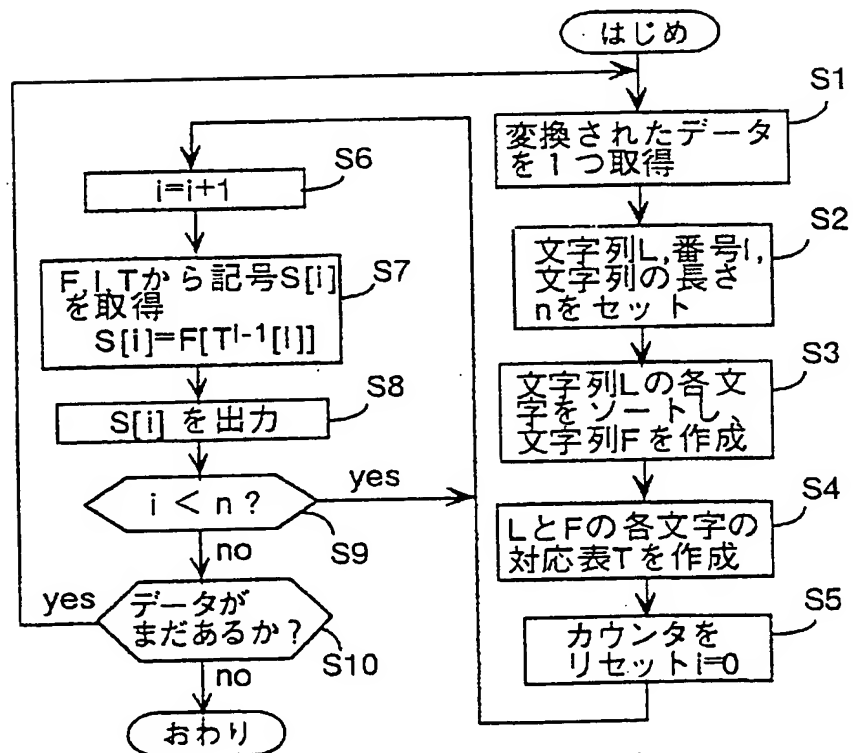 はじめ
S1
変換されたデータ
を1つ取得
S2
文字列L,番号I,
文字列の長さ
nをセット
S3
文字列Lの各文
字をソートし、
文字列Fを作成
S4
LとFの各文字の
対応表Tを作成
S5
カウンタを
リセットi=0
S6
i=i+1
S7
F,I,Tから記号S[i]
を取得
S[i]=F[T^i-1[I]]
S8
S[i] を出力
i < n ?
yes
S9
no
データが
まだあるか?
yes
S10
no
おわり